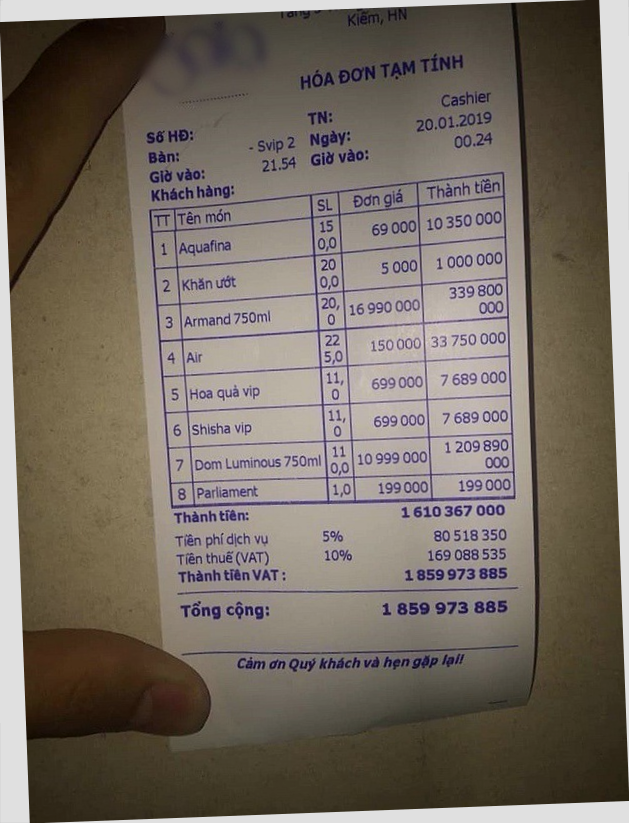 Kiếm, HN
HÓA ĐƠN TẠM TÍNH
Số HĐ: TN: Cashier
Bàn: - Svip 2 Ngày: 20.01.2019
Giờ vào: 21.54 Giờ vào: 00.24
Khách hàng:
TT Tên món SL Đơn giá Thành tiền
1 Aquafina 150,0 69 000 10 350 000
2 Khăn ướt 200,0 5 000 1 000 000
3 Armand 750ml 20,0 16 990 000 339 800 000
4 Air 225,0 150 000 33 750 000
5 Hoa quả vip 11,0 699 000 7 689 000
6 Shisha vip 11,0 699 000 7 689 000
7 Dom Luminous 750ml 110,0 10 999 000 1 209 890 000
8 Parliament 1,0 199 000 199 000
Thành tiền: 1 610 367 000
Tiền phí dịch vụ 5% 80 518 350
Tiền thuế (VAT) 10% 169 088 535
Thành tiền VAT : 1 859 973 885
Tổng cộng: 1 859 973 885
Cảm ơn Quý khách và hẹn gặp lại!